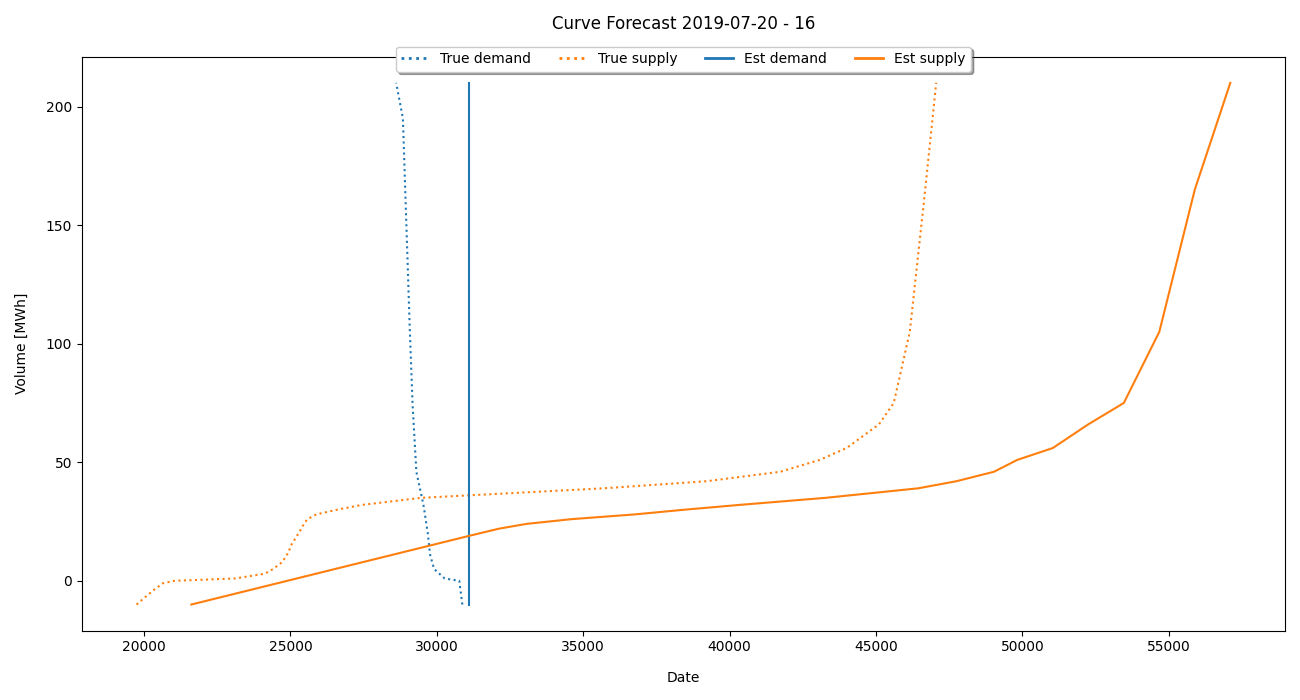 Curve Forecast 2019-07-20 - 16
True demand True supply Est demand Est supply
200
150
100
50
0
Volume [MWh]
20000 25000 30000 35000 40000 45000 50000 55000
Date